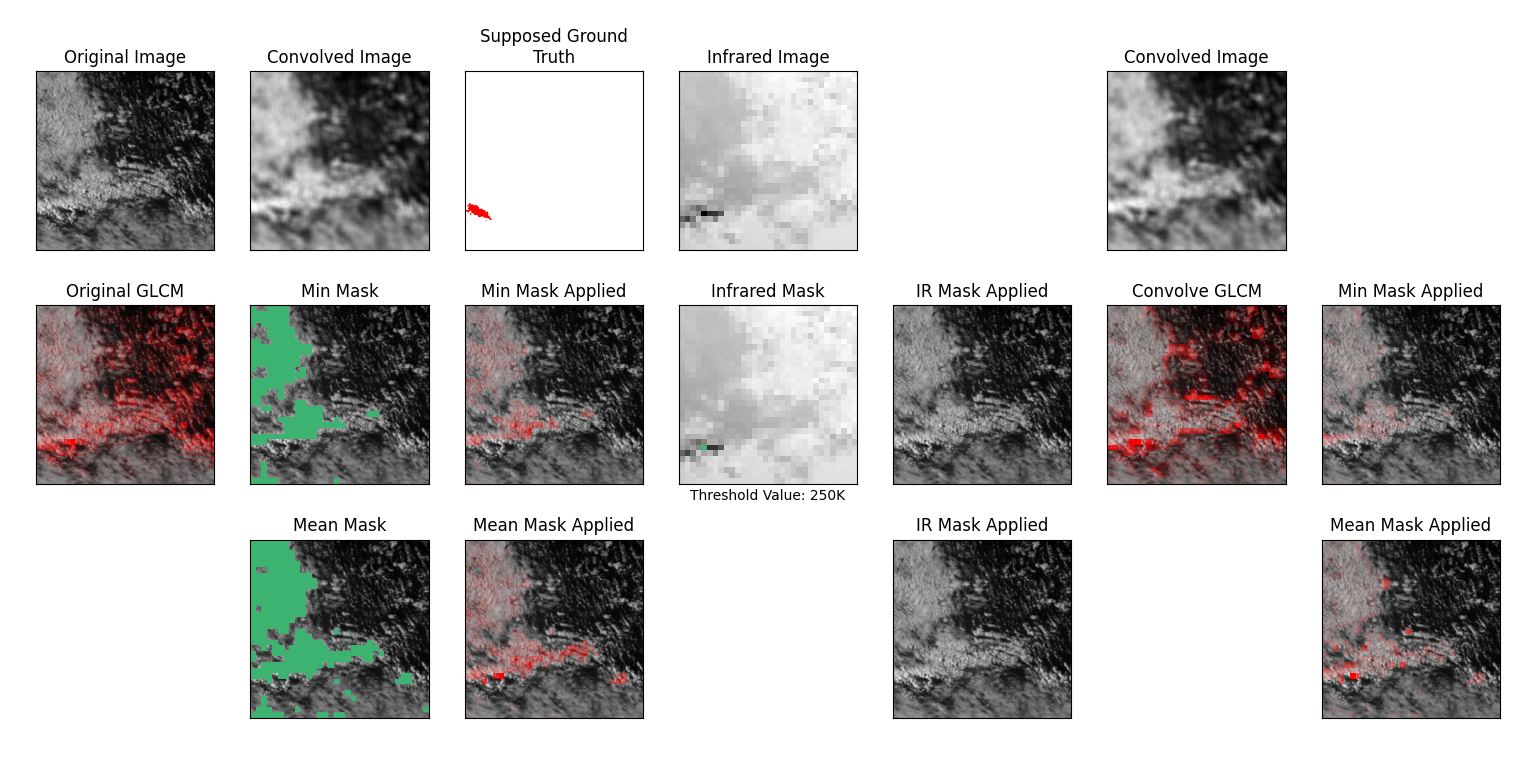 Original Image
Convolved Image
Supposed Ground
Truth
Infrared Image
Convolved Image
Original GLCM
Min Mask
Min Mask Applied
Infrared Mask
IR Mask Applied
Convolve GLCM
Min Mask Applied
Threshold Value: 250K
Mean Mask
Mean Mask Applied
IR Mask Applied
Mean Mask Applied